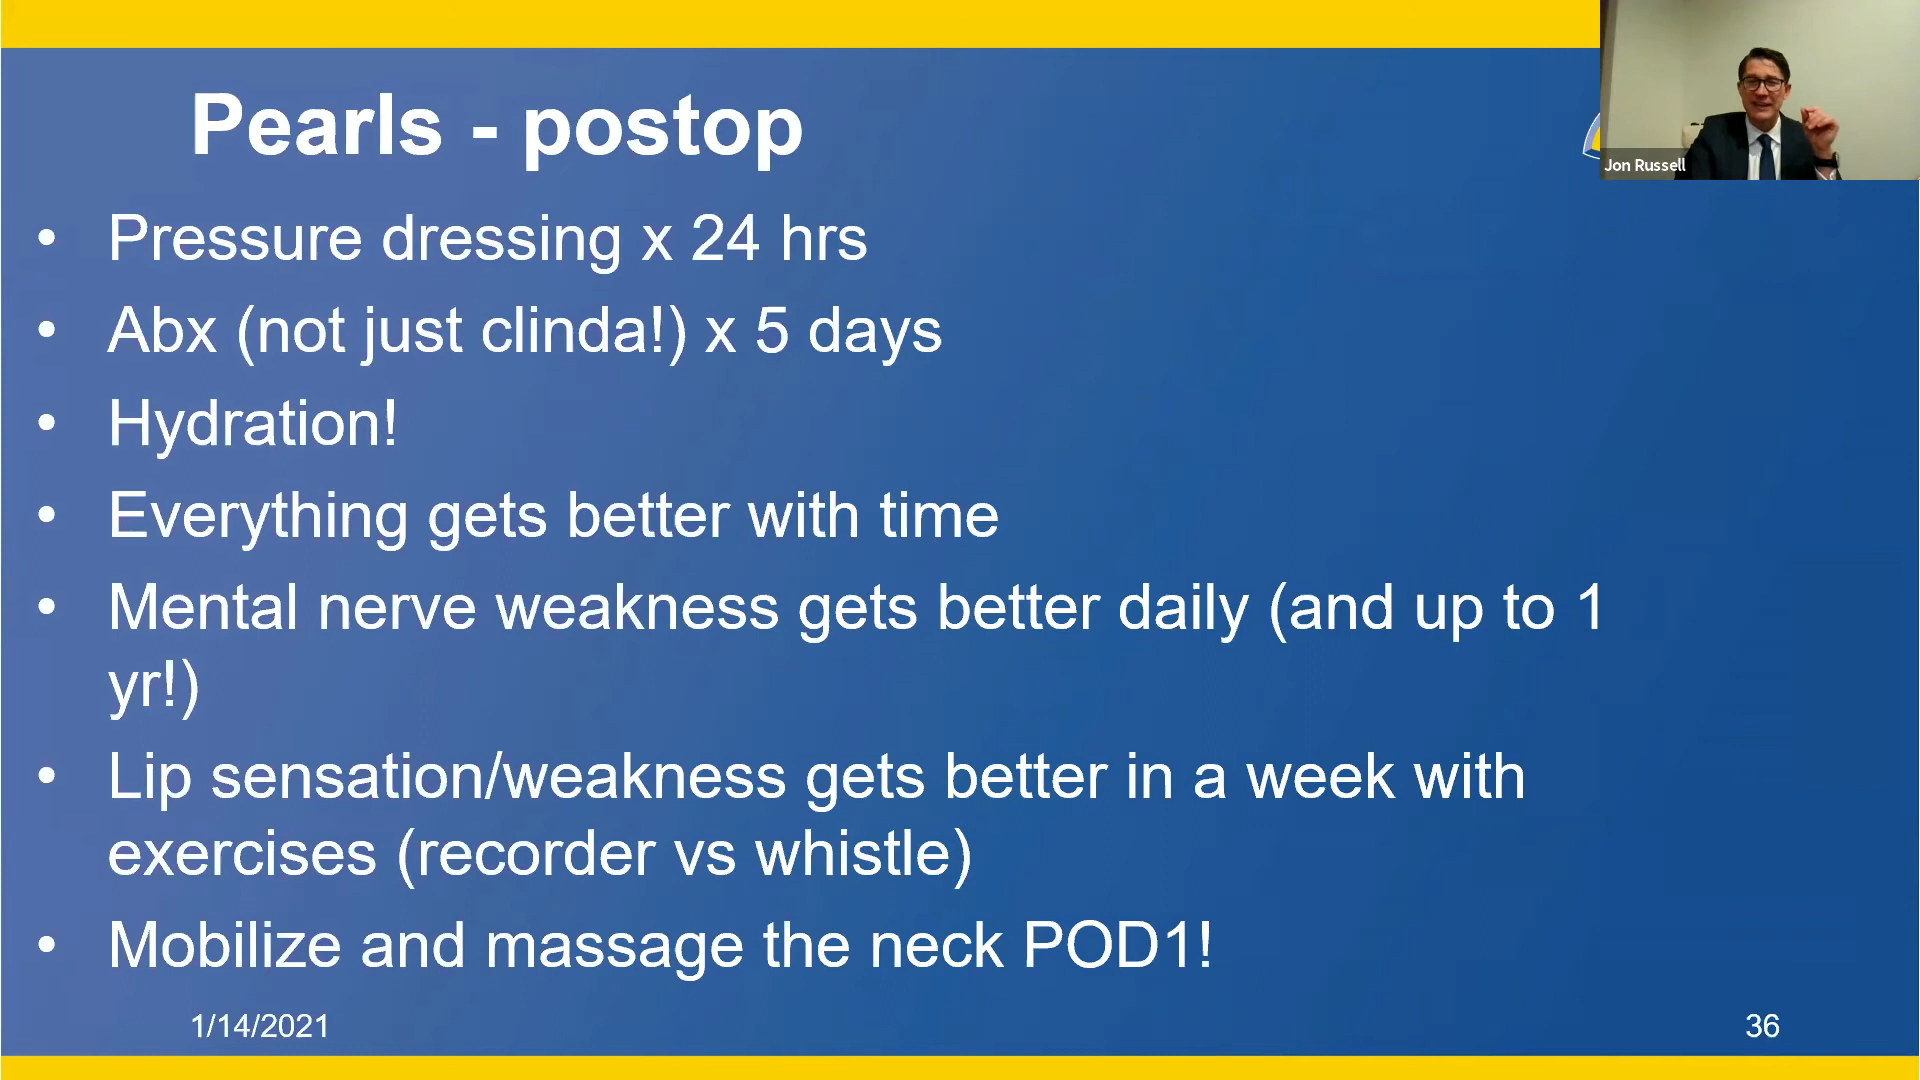 Pearls - postop
Jon Russell
• Pressure dressing x 24 hrs
• Abx (not just clinda!) x 5 days
• Hydration!
• Everything gets better with time
• Mental nerve weakness gets better daily (and up to 1
yr!)
• Lip sensation/weakness gets better in a week with
exercises (recorder vs whistle)
• Mobilize and massage the neck POD1!
1/14/2021
36